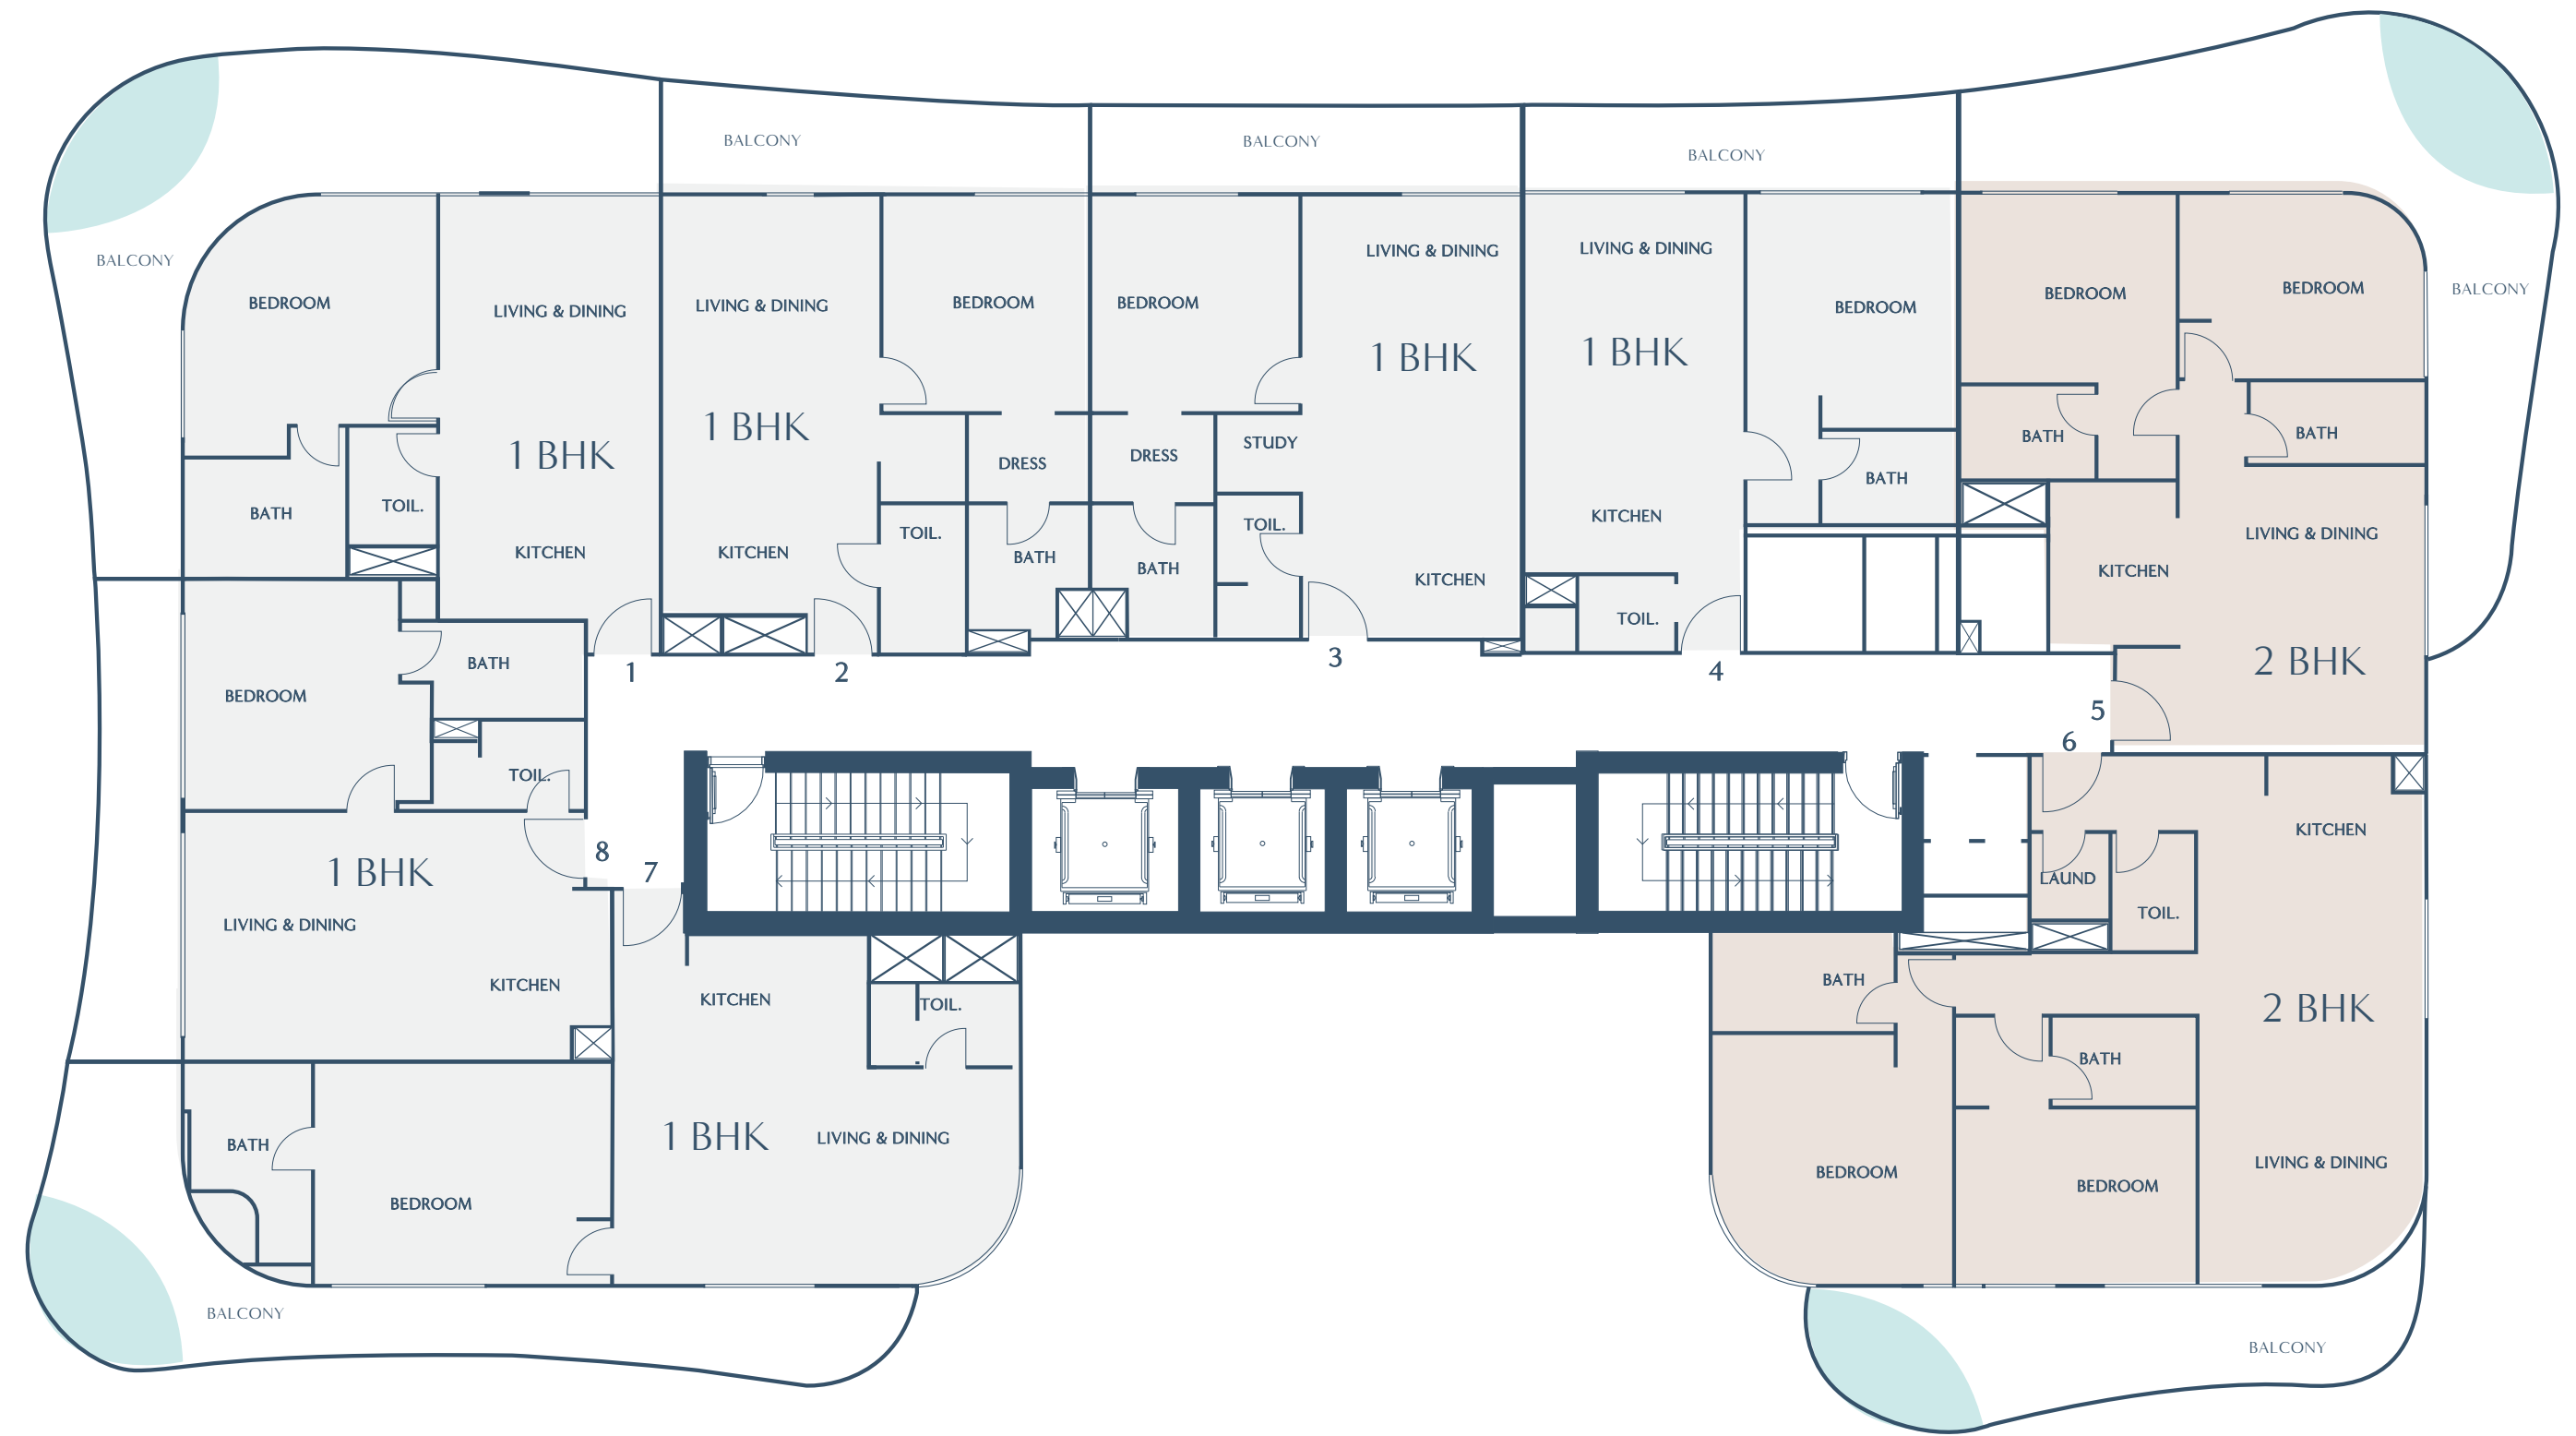 BALCONY
BALCONY
BALCONY
BALCONY
BALCONY
BEDROOM
LIVING & DINING
1 BHK
BATH
TOIL.
KITCHEN
1
LIVING & DINING
BEDROOM
1 BHK
DRESS
TOIL.
KITCHEN
BATH
2
BEDROOM
LIVING & DINING
1 BHK
DRESS
STUDY
TOIL.
BATH
KITCHEN
3
LIVING & DINING
BEDROOM
1 BHK
BATH
KITCHEN
TOIL.
4
BEDROOM
BEDROOM
BATH
BATH
LIVING & DINING
KITCHEN
2 BHK
5
6
KITCHEN
LAUND
TOIL.
BATH
2 BHK
BATH
LIVING & DINING
BEDROOM
BEDROOM
BALCONY
BATH
BEDROOM
TOIL.
8
1 BHK
LIVING & DINING
KITCHEN
7
KITCHEN
TOIL.
1 BHK
LIVING & DINING
BATH
BEDROOM
BALCONY